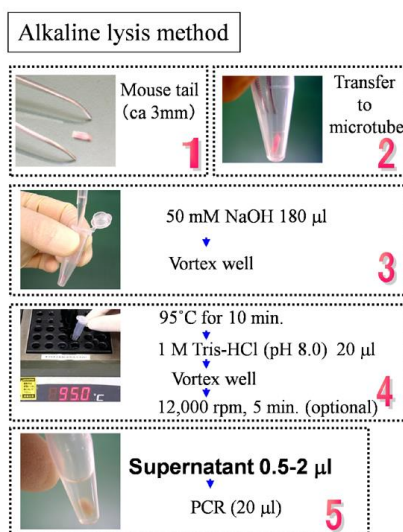 Alkaline lysis method
Mouse tail
(ca 3mm)
1
Transfer
to
microtube
2
50 mM NaOH 180 µl
Vortex well
3
95˚C for 10 min.
1 M Tris-HCl (pH 8.0) 20 µl
Vortex well
12,000 rpm, 5 min. (optional)
95.0 °C
4
Supernatant 0.5-2 µl
PCR (20 µl)
5